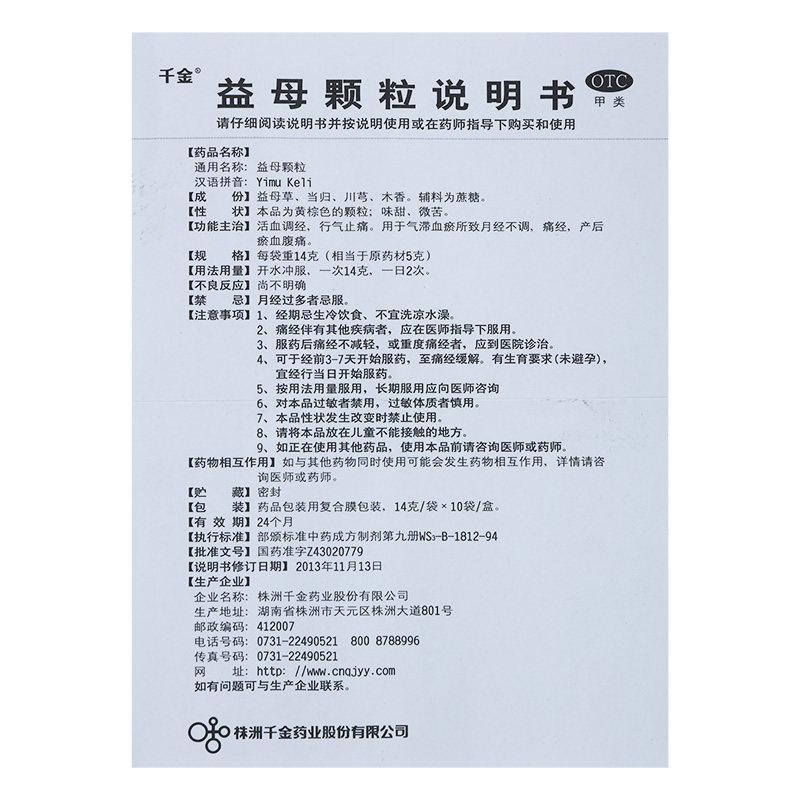 千金®
益母颗粒说明书
OTC
甲类
请仔细阅读说明书并按说明使用或在药师指导下购买和使用
【药品名称】
通用名称：益母颗粒
汉语拼音：Yimu Keli
【成　份】益母草、当归、川芎、木香。辅料为蔗糖。
【性　状】本品为黄棕色的颗粒；味甜、微苦。
【功能主治】活血调经，行气止痛。用于气滞血瘀所致月经不调，痛经，产后
瘀血腹痛。
【规　格】每袋重14克（相当于原药材5克）
【用法用量】开水冲服，一次14克，一日2次。
【不良反应】尚不明确
【禁　忌】月经过多者忌服。
【注意事项】1、经期忌生冷饮食、不宜洗凉水澡。
2、痛经伴有其他疾病者，应在医师指导下服用。
3、服药后痛经不减轻，或重度痛经者，应到医院诊治。
4、可于经前3-7天开始服药，至痛经缓解。有生育要求(未避孕)，
宜经行当日开始服药。
5、按用法用量服用，长期服用应向医师咨询
6、对本品过敏者禁用，过敏体质者慎用。
7、本品性状发生改变时禁止使用。
8、请将本品放在儿童不能接触的地方。
9、如正在使用其他药品，使用本品前请咨询医师或药师。
【药物相互作用】如与其他药物同时使用可能会发生药物相互作用，详情请咨
询医师或药师。
【贮　藏】密封
【包　装】药品包装用复合膜包装，14克/袋×10袋/盒。
【有 效 期】24个月
【执行标准】部颁标准中药成方制剂第九册WS₃-B-1812-94
【批准文号】国药准字Z43020779
【说明书修订日期】2013年11月13日
【生产企业】
企业名称：株洲千金药业股份有限公司
生产地址：湖南省株洲市天元区株洲大道801号
邮政编码：412007
电话号码：0731-22490521　800 8788996
传真号码：0731-22490521
网　　址：http: //www.cnqjyy.com
如有问题可与生产企业联系。
株洲千金药业股份有限公司